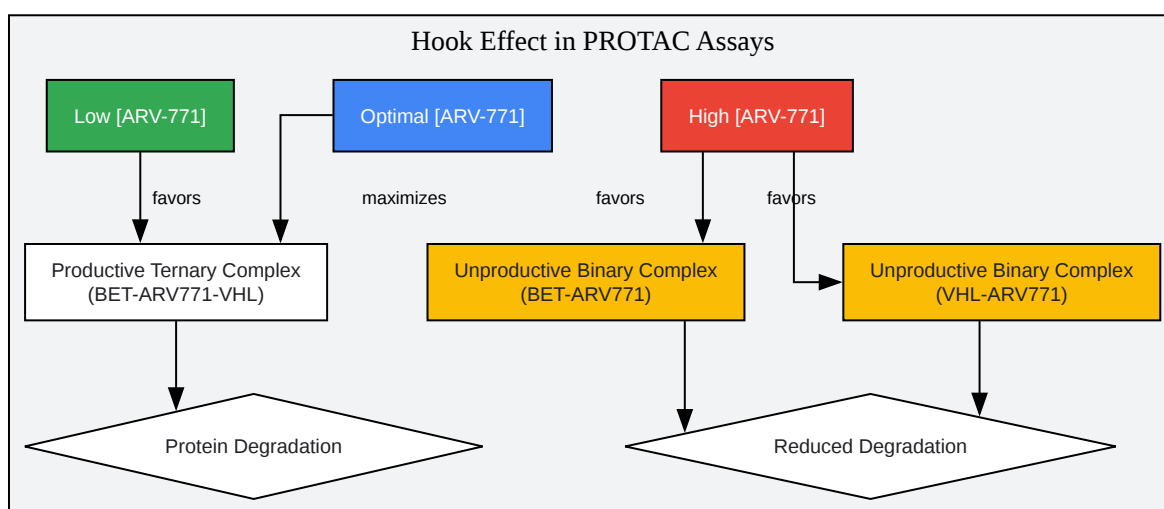 Hook Effect in PROTAC Assays
Low [ARV-771]
Optimal [ARV-771]
High [ARV-771]
favors
maximizes
favors
favors
Productive Ternary Complex
(BET-ARV771-VHL)
Unproductive Binary Complex
(BET-ARV771)
Unproductive Binary Complex
(VHL-ARV771)
Protein Degradation
Reduced Degradation